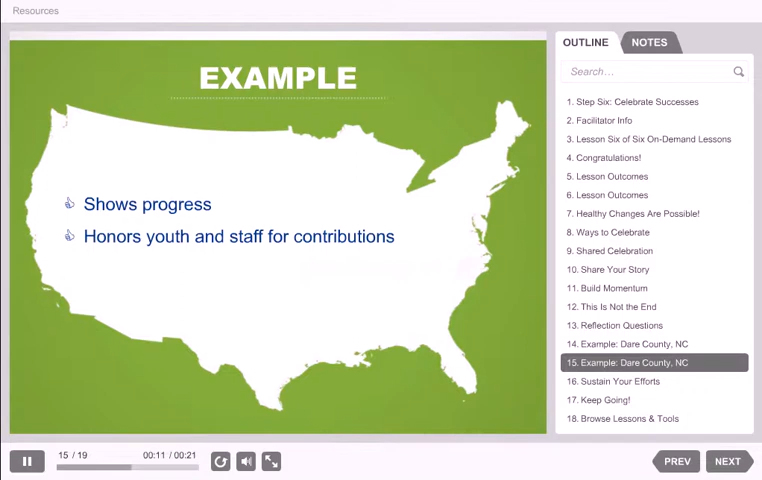 Resources
EXAMPLE
Shows progress
Honors youth and staff for contributions
OUTLINE
NOTES
Search...
1. Step Six: Celebrate Successes
2. Facilitator Info
3. Lesson Six of Six On-Demand Lessons
4. Congratulations!
5. Lesson Outcomes
6. Lesson Outcomes
7. Healthy Changes Are Possible!
8. Ways to Celebrate
9. Shared Celebration
10. Share Your Story
11. Build Momentum
12. This Is Not the End
13. Reflection Questions
14. Example: Dare County, NC
15. Example: Dare County, NC
16. Sustain Your Efforts
17. Keep Going!
18. Browse Lessons & Tools
15 / 19
00:11 / 00:21
PREV
NEXT